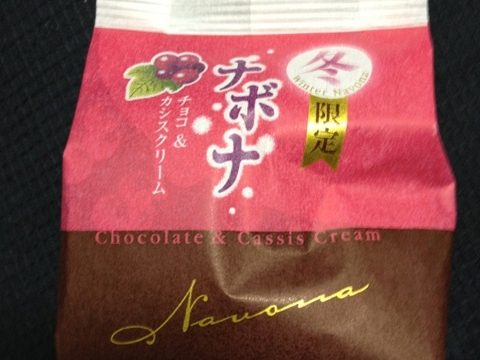 冬
Winter Navona
限定
ナボナ
チョコ&
カシスクリーム
Chocolate & Cassis Cream
Navona